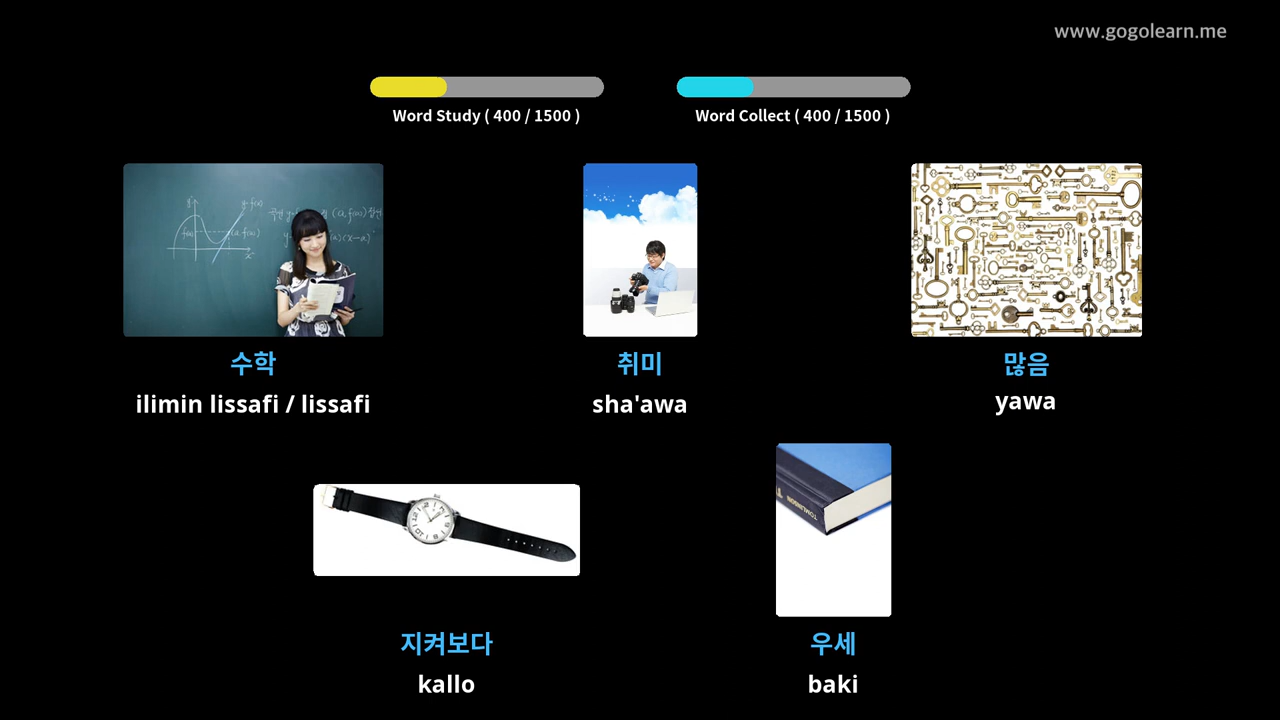 www.gogolearn.me
Word Study ( 400 / 1500 )
Word Collect ( 400 / 1500 )
수학
ilimin lissafi / lissafi
취미
sha'awa
많음
yawa
지켜보다
kallo
TOMLINSON
우세
baki